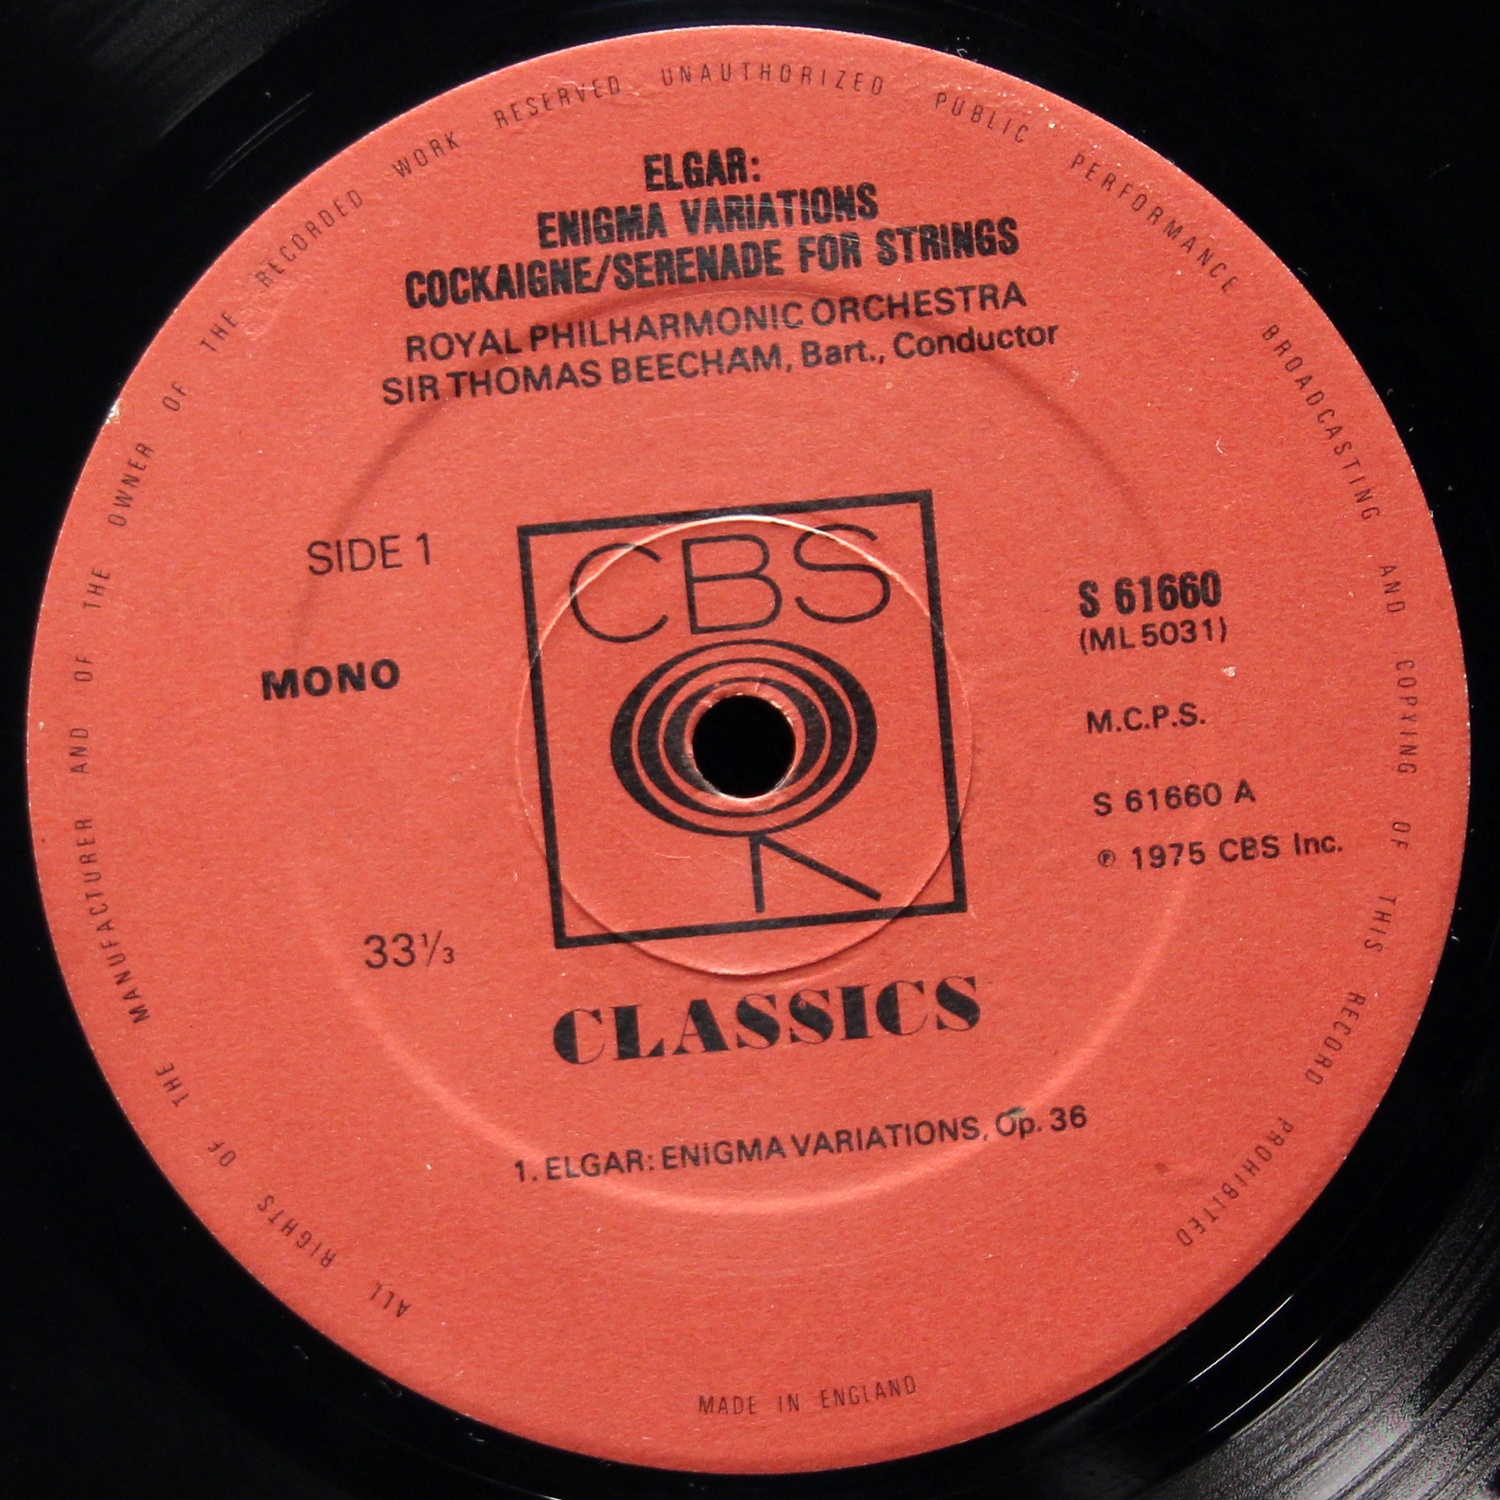 ALL RIGHTS OF THE MANUFACTURER AND OF THE OWNER OF THE RECORDED WORK RESERVED UNAUTHORIZED PUBLIC PERFORMANCE BROADCASTING AND COPYING OF THIS RECORD PROHIBITED
ELGAR:
ENIGMA VARIATIONS
COCKAIGNE/SERENADE FOR STRINGS
ROYAL PHILHARMONIC ORCHESTRA
SIR THOMAS BEECHAM, Bart., Conductor
SIDE 1
MONO
33⅓
CBS
CLASSICS
S 61660
(ML 5031)
M.C.P.S.
S 61660 A
℗ 1975 CBS Inc.
1. ELGAR: ENIGMA VARIATIONS, Op. 36
MADE IN ENGLAND